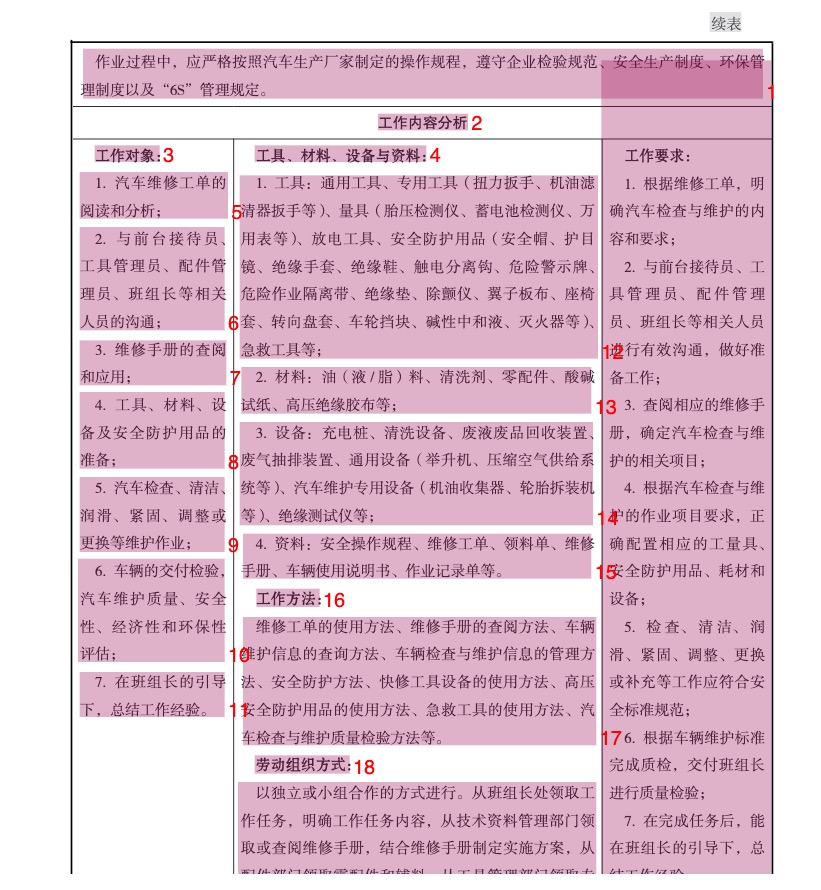 续表
作业过程中，应严格按照汽车生产厂家制定的操作规程，遵守企业检验规范、安全生产制度、环保管
理制度以及“6S”管理规定。
1
工作内容分析 2
工作对象：3
1. 汽车维修工单的
阅读和分析；
5
2. 与前台接待员、
工具管理员、配件管
理员、班组长等相关
人员的沟通；
6
3. 维修手册的查阅
和应用；
7
4. 工具、材料、设
备及安全防护用品的
准备；
8
5. 汽车检查、清洁、
润滑、紧固、调整或
更换等维护作业；
9
6. 车辆的交付检验，
汽车维护质量、安全
性、经济性和环保性
评估；
10
7. 在班组长的引导
下，总结工作经验。
11
工具、材料、设备与资料：4
1. 工具：通用工具、专用工具（扭力扳手、机油滤
清器扳手等）、量具（胎压检测仪、蓄电池检测仪、万
用表等）、放电工具、安全防护用品（安全帽、护目
镜、绝缘手套、绝缘鞋、触电分离钩、危险警示牌、
危险作业隔离带、绝缘垫、除颤仪、翼子板布、座椅
套、转向盘套、车轮挡块、碱性中和液、灭火器等）、
急救工具等；
12
2. 材料：油（液/脂）料、清洗剂、零配件、酸碱
试纸、高压绝缘胶布等；
13
3. 设备：充电桩、清洗设备、废液废品回收装置、
废气抽排装置、通用设备（举升机、压缩空气供给系
统等）、汽车维护专用设备（机油收集器、轮胎拆装机
等）、绝缘测试仪等；
14
4. 资料：安全操作规程、维修工单、领料单、维修
手册、车辆使用说明书、作业记录单等。
15
工作方法：16
维修工单的使用方法、维修手册的查阅方法、车辆
维护信息的查询方法、车辆检查与维护信息的管理方
法、安全防护方法、快修工具设备的使用方法、高压
安全防护用品的使用方法、急救工具的使用方法、汽
车检查与维护质量检验方法等。
17
劳动组织方式：18
以独立或小组合作的方式进行。从班组长处领取工
作任务，明确工作任务内容，从技术资料管理部门领
取或查阅维修手册，结合维修手册制定实施方案，从
工作要求：
1. 根据维修工单，明
确汽车检查与维护的内
容和要求；
2. 与前台接待员、工
具管理员、配件管理
员、班组长等相关人员
进行有效沟通，做好准
备工作；
3. 查阅相应的维修手
册，确定汽车检查与维
护的相关项目；
4. 根据汽车检查与维
护的作业项目要求，正
确配置相应的工量具、
安全防护用品、耗材和
设备；
5. 检查、清洁、润
滑、紧固、调整、更换
或补充等工作应符合安
全标准规范；
6. 根据车辆维护标准
完成质检，交付班组长
进行质量检验；
7. 在完成任务后，能
在班组长的引导下，总